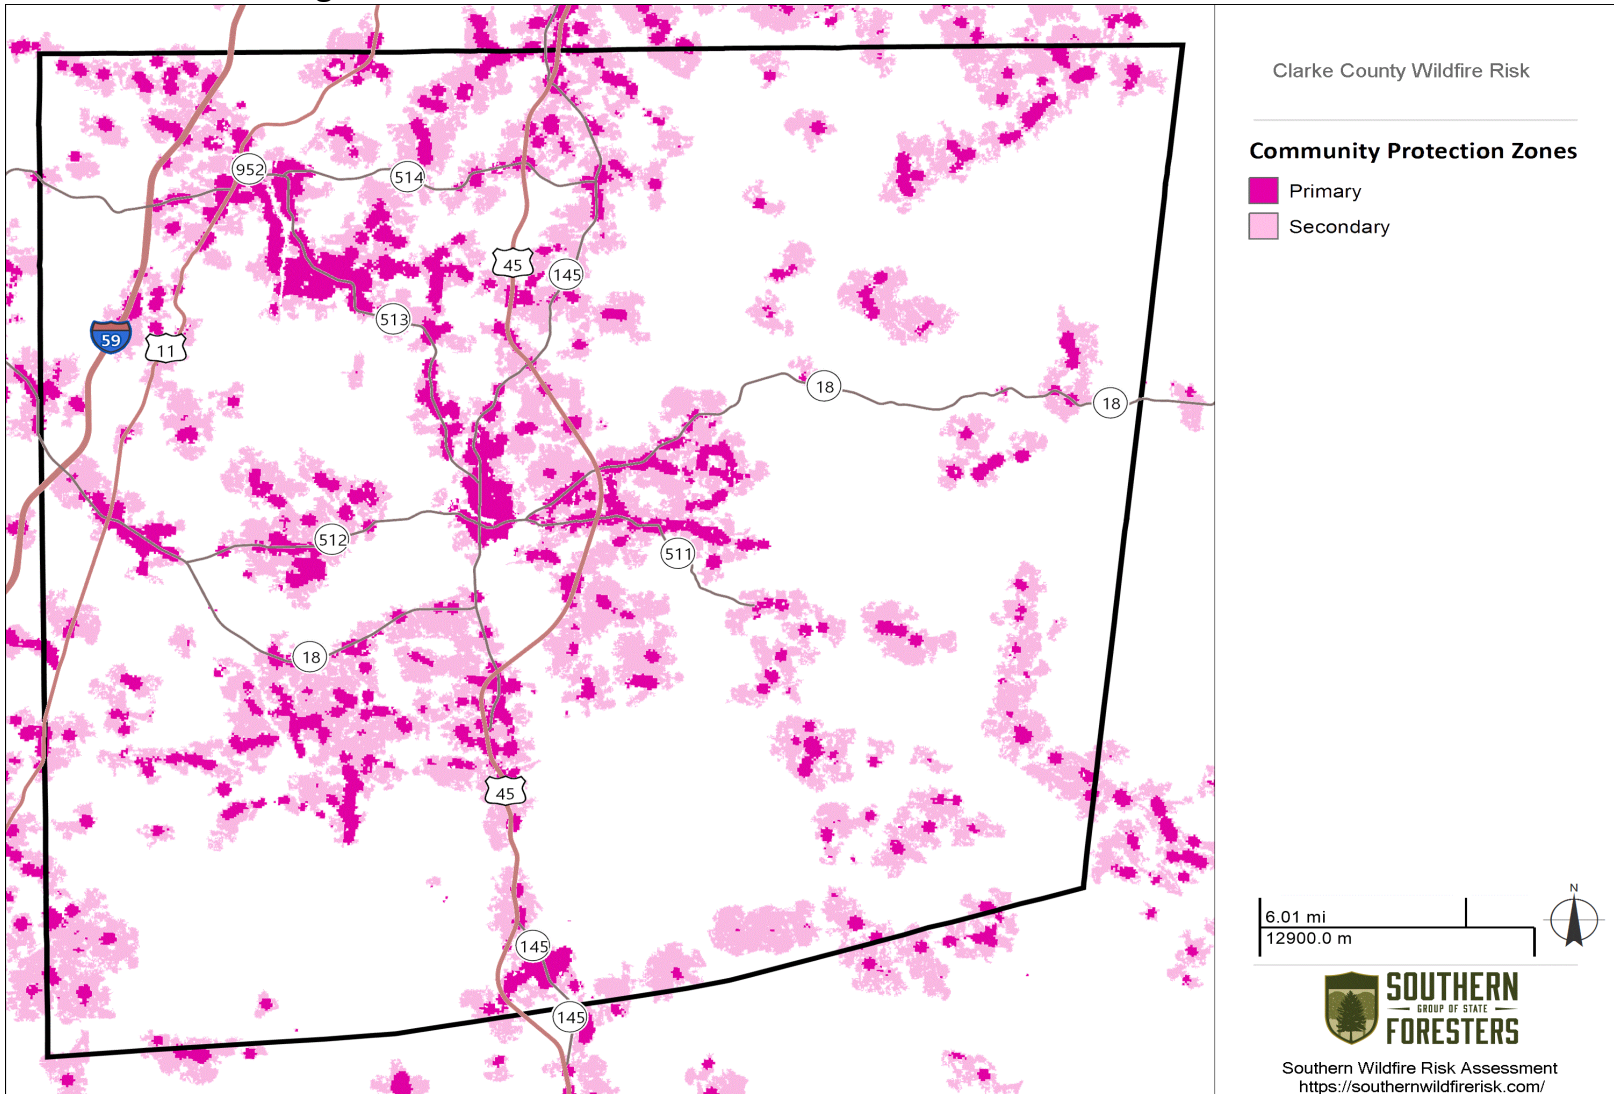 Clarke County Wildfire Risk
Community Protection Zones
Primary
Secondary
952
514
45
145
513
59
11
18
18
512
511
18
45
145
145
N
6.01 mi
12900.0 m
SOUTHERN
GROUP OF STATE
FORESTERS
Southern Wildfire Risk Assessment
https://southernwildfirerisk.com/